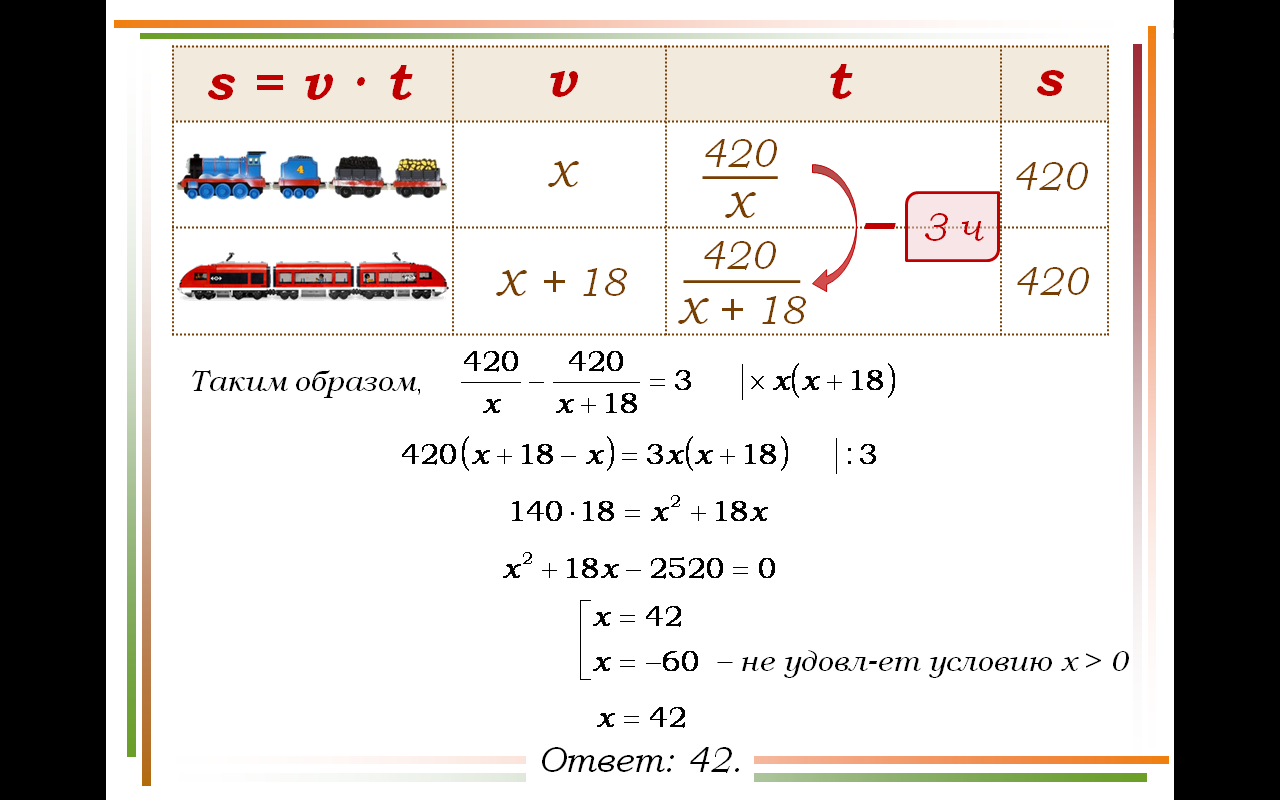 s = v · t v t s
4
x 420/x 420
– 3 ч
x + 18 420/(x + 18) 420
Таким образом, 420/x − 420/(x + 18) = 3 | × x(x + 18)
420(x + 18 − x) = 3x(x + 18) | : 3
140 · 18 = x² + 18x
x² + 18x − 2520 = 0
[ x = 42
x = −60 – не удовл-ет условию x > 0
x = 42
Ответ: 42.